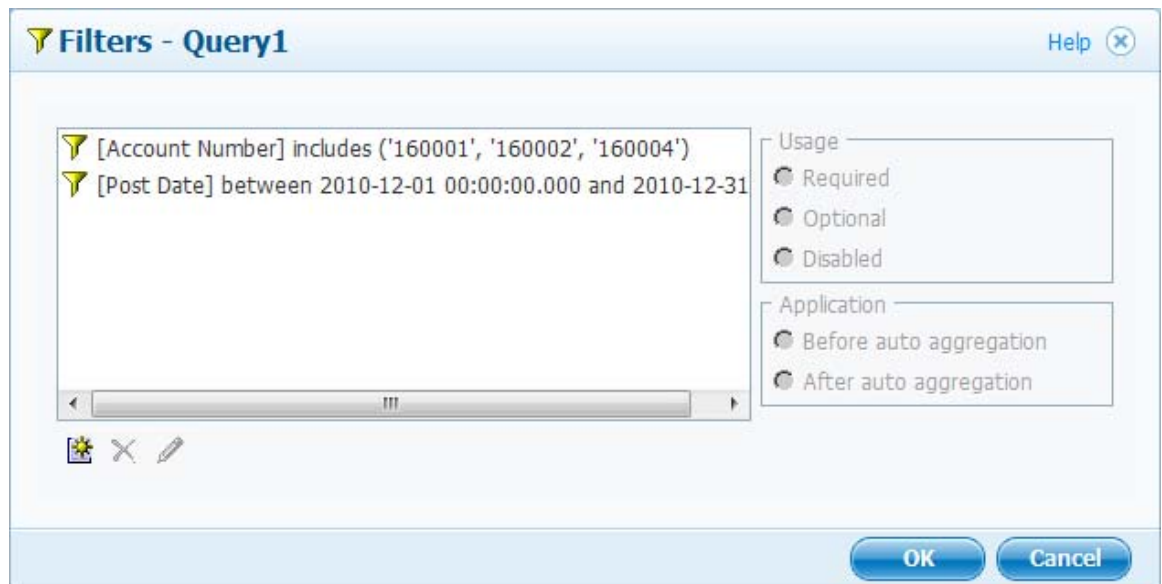 Filters - Query1
Help
[Account Number] includes ('160001', '160002', '160004')
[Post Date] between 2010-12-01 00:00:00.000 and 2010-12-31
Usage
Required
Optional
Disabled
Application
Before auto aggregation
After auto aggregation
OK
Cancel